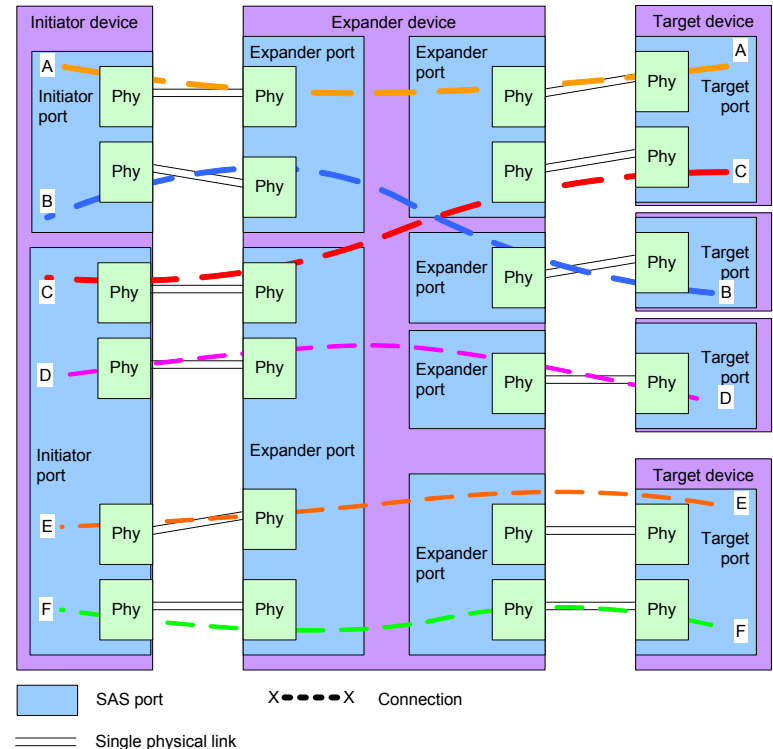 Initiator device
Expander device
Target device
A
Expander port
Expander
port
A
Initiator
port
Phy
Phy
Phy
Phy
Target
port
Phy
Phy
Phy
Phy
C
B
Target
port
C
Phy
Phy
Expander
port
Phy
Phy
B
D
Phy
Phy
Expander
port
Phy
Phy
Target
port
D
Initiator
port
Expander port
Target device
E
Phy
Phy
Expander
port
Phy
Phy
E
Target
port
F
Phy
Phy
Phy
Phy
F
SAS port
X
X
Connection
Single physical link